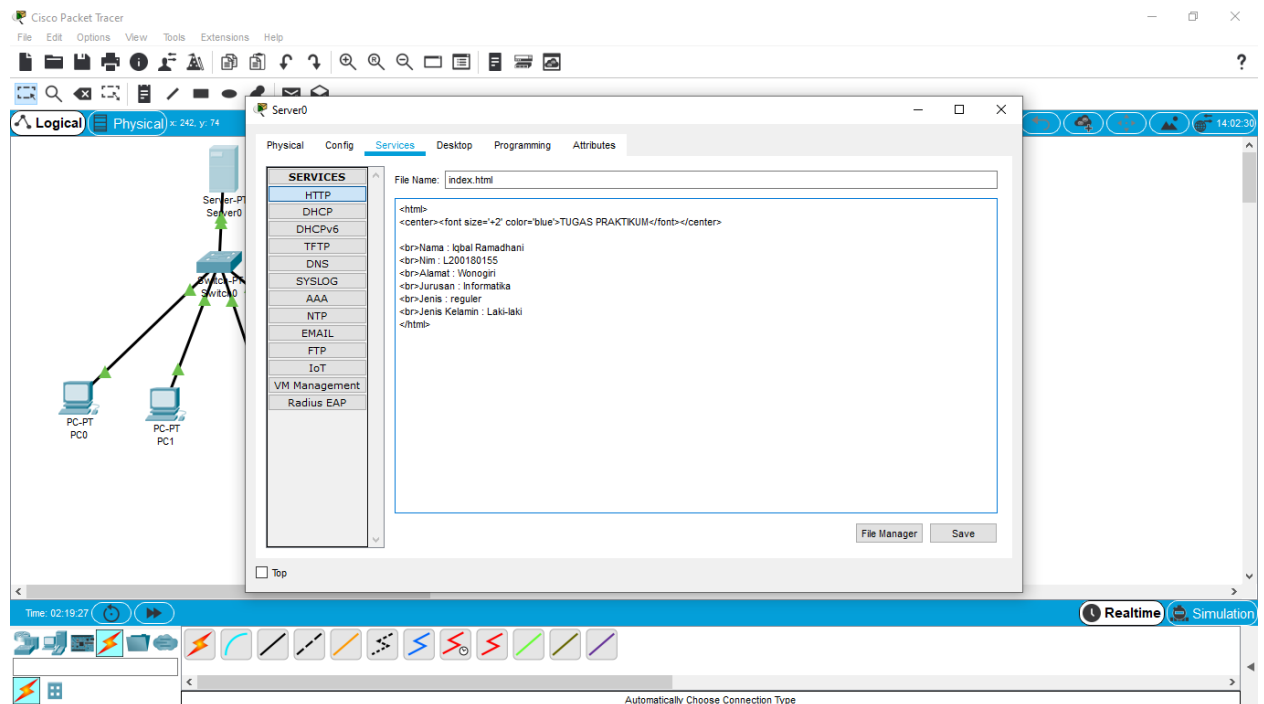 Cisco Packet Tracer
File Edit Options View Tools Extensions Help
?
Logical Physical x: 242, y: 74
14:02:30
Server0
Physical Config Services Desktop Programming Attributes
SERVICES
HTTP
DHCP
DHCPv6
TFTP
DNS
SYSLOG
AAA
NTP
EMAIL
FTP
IoT
VM Management
Radius EAP
File Name: index.html
<html>
<center><font size='+2' color='blue'>TUGAS PRAKTIKUM</font></center>
<br>Nama : Iqbal Ramadhani
<br>Nim : L200180155
<br>Alamat : Wonogiri
<br>Jurusan : Informatika
<br>Jenis : reguler
<br>Jenis Kelamin : Laki-laki
</html>
File Manager Save
Top
Server-PT
Server0
Switch-PT
Switch0
PC-PT
PC0
PC-PT
PC1
Time: 02:19:27
Realtime Simulation
Automatically Choose Connection Type